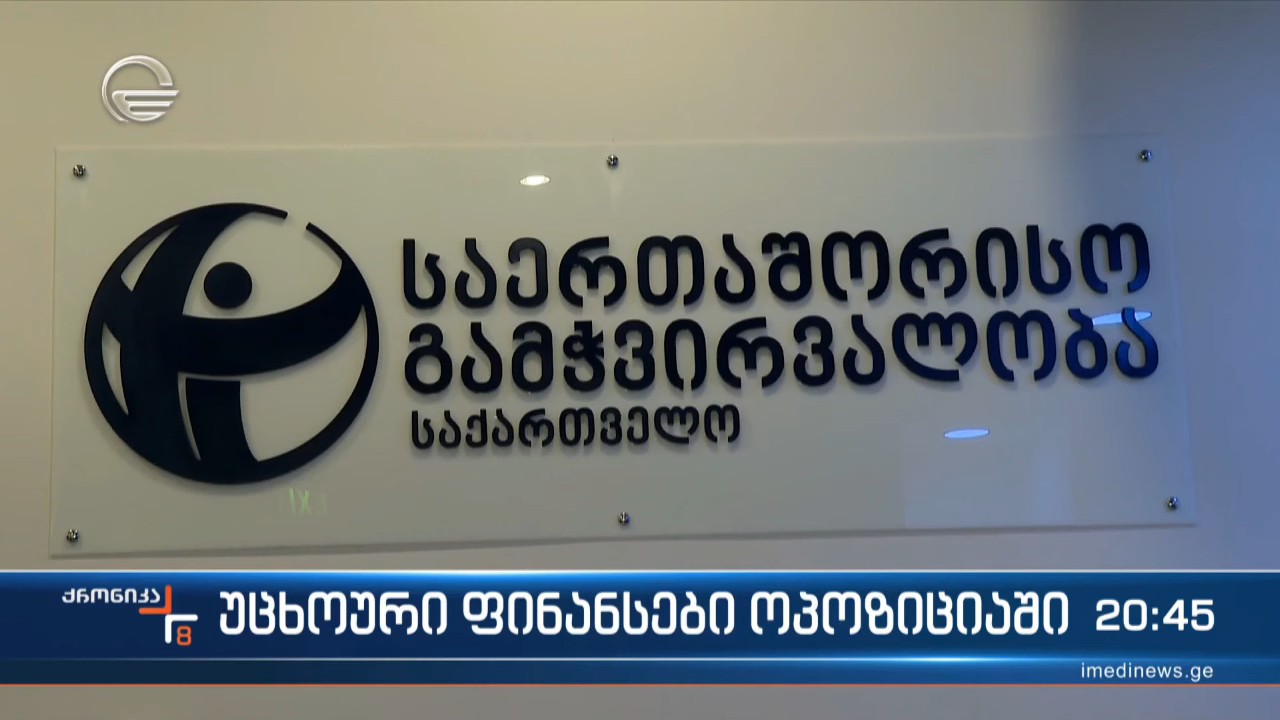 საერთაშორისო
გამჭვირვალობა
საქართველო
ქრონიკა
8
უცხოური ფინანსები ოპოზიციაში
20:45
imedinews.ge